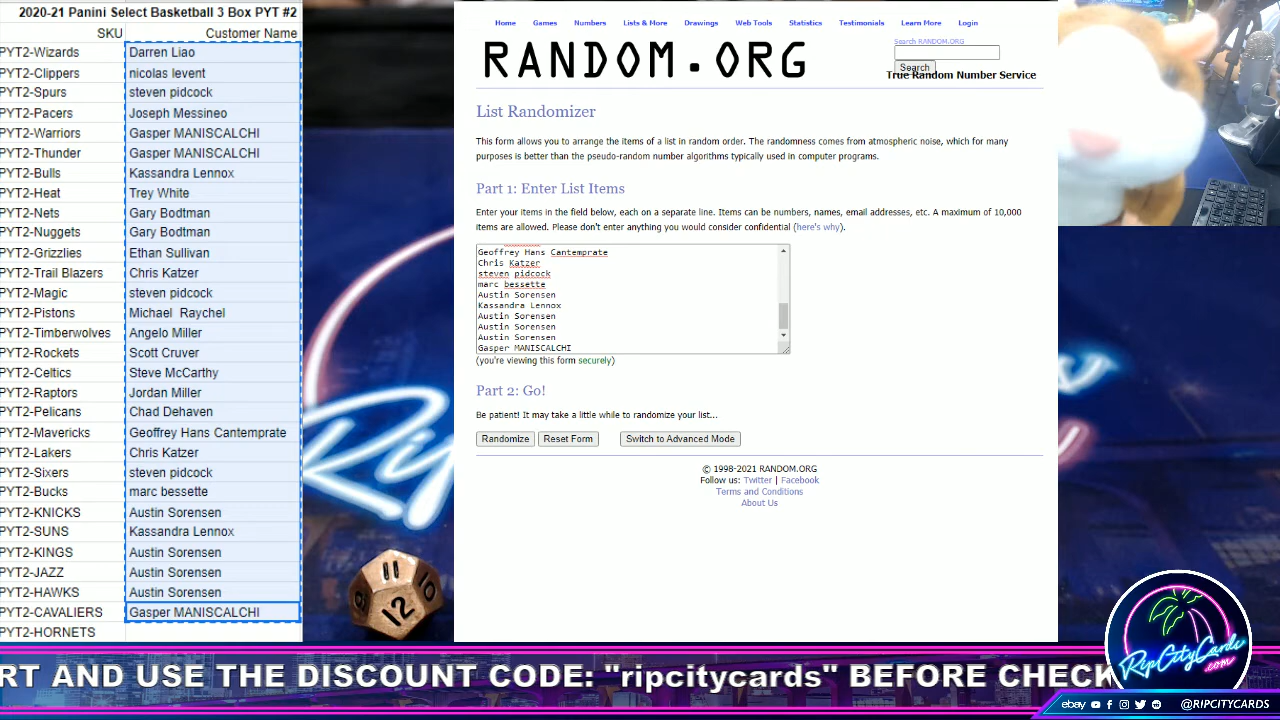 2020-21 Panini Select Basketball 3 Box PYT #2
SKU Customer Name
PYT2-Wizards Darren Liao
PYT2-Clippers nicolas levent
PYT2-Spurs steven pidcock
PYT2-Pacers Joseph Messineo
PYT2-Warriors Gasper MANISCALCHI
PYT2-Thunder Gasper MANISCALCHI
PYT2-Bulls Kassandra Lennox
PYT2-Heat Trey White
PYT2-Nets Gary Bodtman
PYT2-Nuggets Gary Bodtman
PYT2-Grizzlies Ethan Sullivan
PYT2-Trail Blazers Chris Katzer
PYT2-Magic steven pidcock
PYT2-Pistons Michael  Raychel
PYT2-Timberwolves Angelo Miller
PYT2-Rockets Scott Cruver
PYT2-Celtics Steve McCarthy
PYT2-Raptors Jordan Miller
PYT2-Pelicans Chad Dehaven
PYT2-Mavericks Geoffrey Hans Cantemprate
PYT2-Lakers Chris Katzer
PYT2-Sixers steven pidcock
PYT2-Bucks marc bessette
PYT2-KNICKS Austin Sorensen
PYT2-SUNS Kassandra Lennox
PYT2-KINGS Austin Sorensen
PYT2-JAZZ Austin Sorensen
PYT2-HAWKS Austin Sorensen
PYT2-CAVALIERS Gasper MANISCALCHI
PYT2-HORNETS
Home Games Numbers Lists & More Drawings Web Tools Statistics Testimonials Learn More Login
RANDOM.ORG
Search RANDOM.ORG
Search
True Random Number Service
List Randomizer
This form allows you to arrange the items of a list in random order. The randomness comes from atmospheric noise, which for many
purposes is better than the pseudo-random number algorithms typically used in computer programs.
Part 1: Enter List Items
Enter your items in the field below, each on a separate line. Items can be numbers, names, email addresses, etc. A maximum of 10,000
items are allowed. Please don't enter anything you would consider confidential (here's why).
Geoffrey Hans Cantemprate
Chris Katzer
steven pidcock
marc bessette
Austin Sorensen
Kassandra Lennox
Austin Sorensen
Austin Sorensen
Austin Sorensen
Gasper MANISCALCHI
(you're viewing this form securely)
Part 2: Go!
Be patient! It may take a little while to randomize your list...
Randomize Reset Form Switch to Advanced Mode
© 1998-2021 RANDOM.ORG
Follow us: Twitter | Facebook
Terms and Conditions
About Us
11
10
12
RipCityCards
.com
RT AND USE THE DISCOUNT CODE: "ripcitycards" BEFORE CHECK
ebay @RIPCITYCARDS